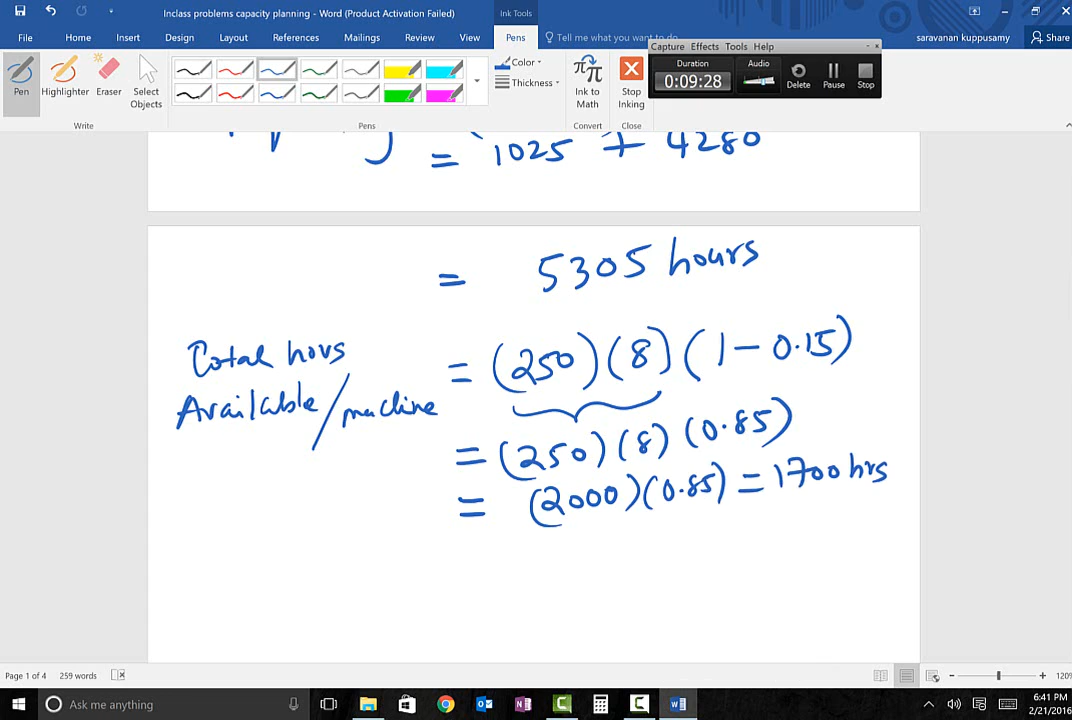 Inclass problems capacity planning - Word (Product Activation Failed)
Ink Tools
File Home Insert Design Layout References Mailings Review View Pens Tell me what you want to do...
saravanan kuppusamy Share
Capture Effects Tools Help
Duration Audio
00:09:28 Delete Pause Stop
Pen Highlighter Eraser Select Objects
Color
Thickness
Ink to Math
Stop Inking
Write Pens Convert Close
= 1025 + 4280
= 5305 hours
Total hours = (250)(8)(1-0.15)
Available/machine
= (250)(8)(0.85)
= (2000)(0.85) = 1700 hrs
Page 1 of 4 259 words
120%
Ask me anything
6:41 PM
2/21/2016